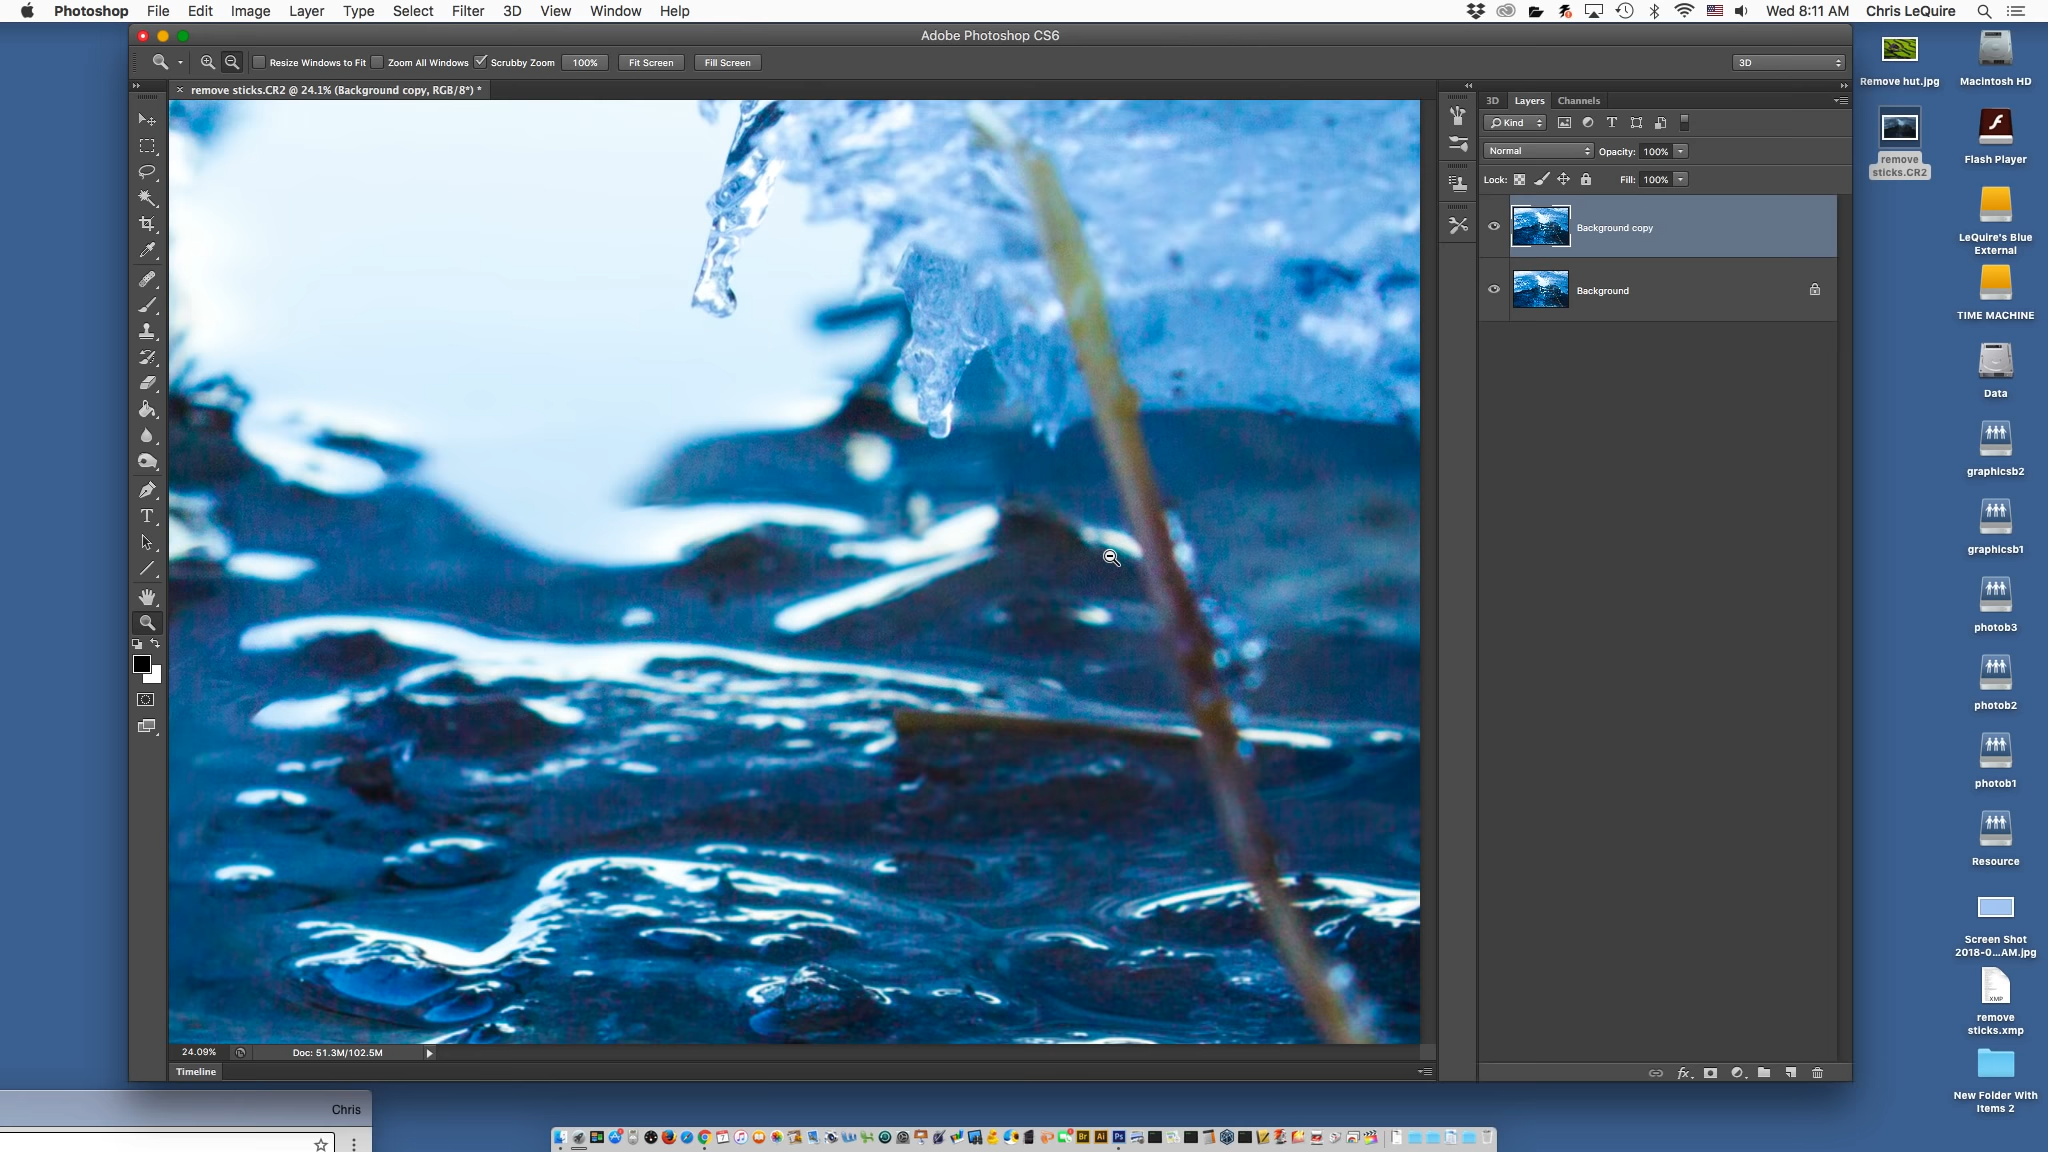 Photoshop File Edit Image Layer Type Select Filter 3D View Window Help Wed 8:11 AM Chris LeQuire
Adobe Photoshop CS6
Resize Windows to Fit Zoom All Windows Scrubby Zoom 100% Fit Screen Fill Screen 3D
× remove sticks.CR2 @ 24.1% (Background copy, RGB/8*) *
3D Layers Channels
Kind
Normal Opacity: 100%
Lock: Fill: 100%
Background copy
Background
24.09% Doc: 51.3M/102.5M
Timeline
Remove hut.jpg
remove
sticks.CR2
Macintosh HD
Flash Player
LeQuire's Blue
External
TIME MACHINE
Data
graphicsb2
graphicsb1
photob3
photob2
photob1
Resource
Screen Shot
2018-0...AM.jpg
XMP
remove
sticks.xmp
New Folder With
Items 2
Chris
Br Ai Ps